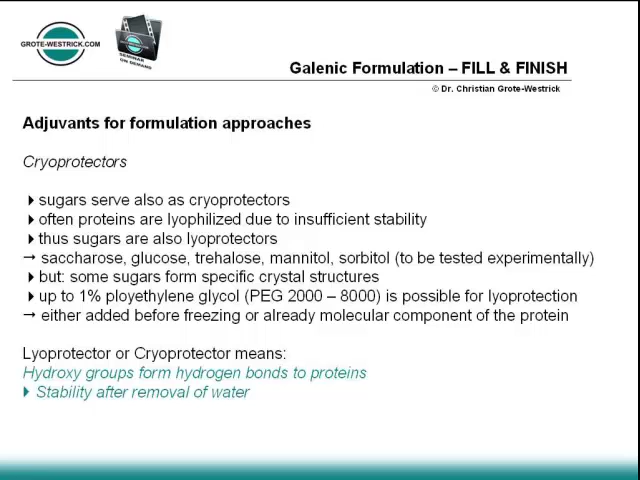 GROTE-WESTRICK.COM
SEMINAR
ON DEMAND
Galenic Formulation – FILL & FINISH
© Dr. Christian Grote-Westrick
Adjuvants for formulation approaches
Cryoprotectors
sugars serve also as cryoprotectors
often proteins are lyophilized due to insufficient stability
thus sugars are also lyoprotectors
→ saccharose, glucose, trehalose, mannitol, sorbitol (to be tested experimentally)
but: some sugars form specific crystal structures
up to 1% ployethylene glycol (PEG 2000 – 8000) is possible for lyoprotection
→ either added before freezing or already molecular component of the protein
Lyoprotector or Cryoprotector means:
Hydroxy groups form hydrogen bonds to proteins
Stability after removal of water